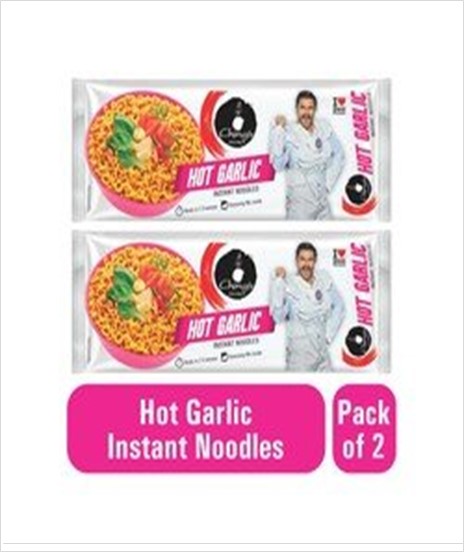 Ching's
HOT GARLIC
INSTANT NOODLES
HOT GARLIC
Ching's
HOT GARLIC
INSTANT NOODLES
HOT GARLIC
Hot Garlic
Instant Noodles
Pack
of 2